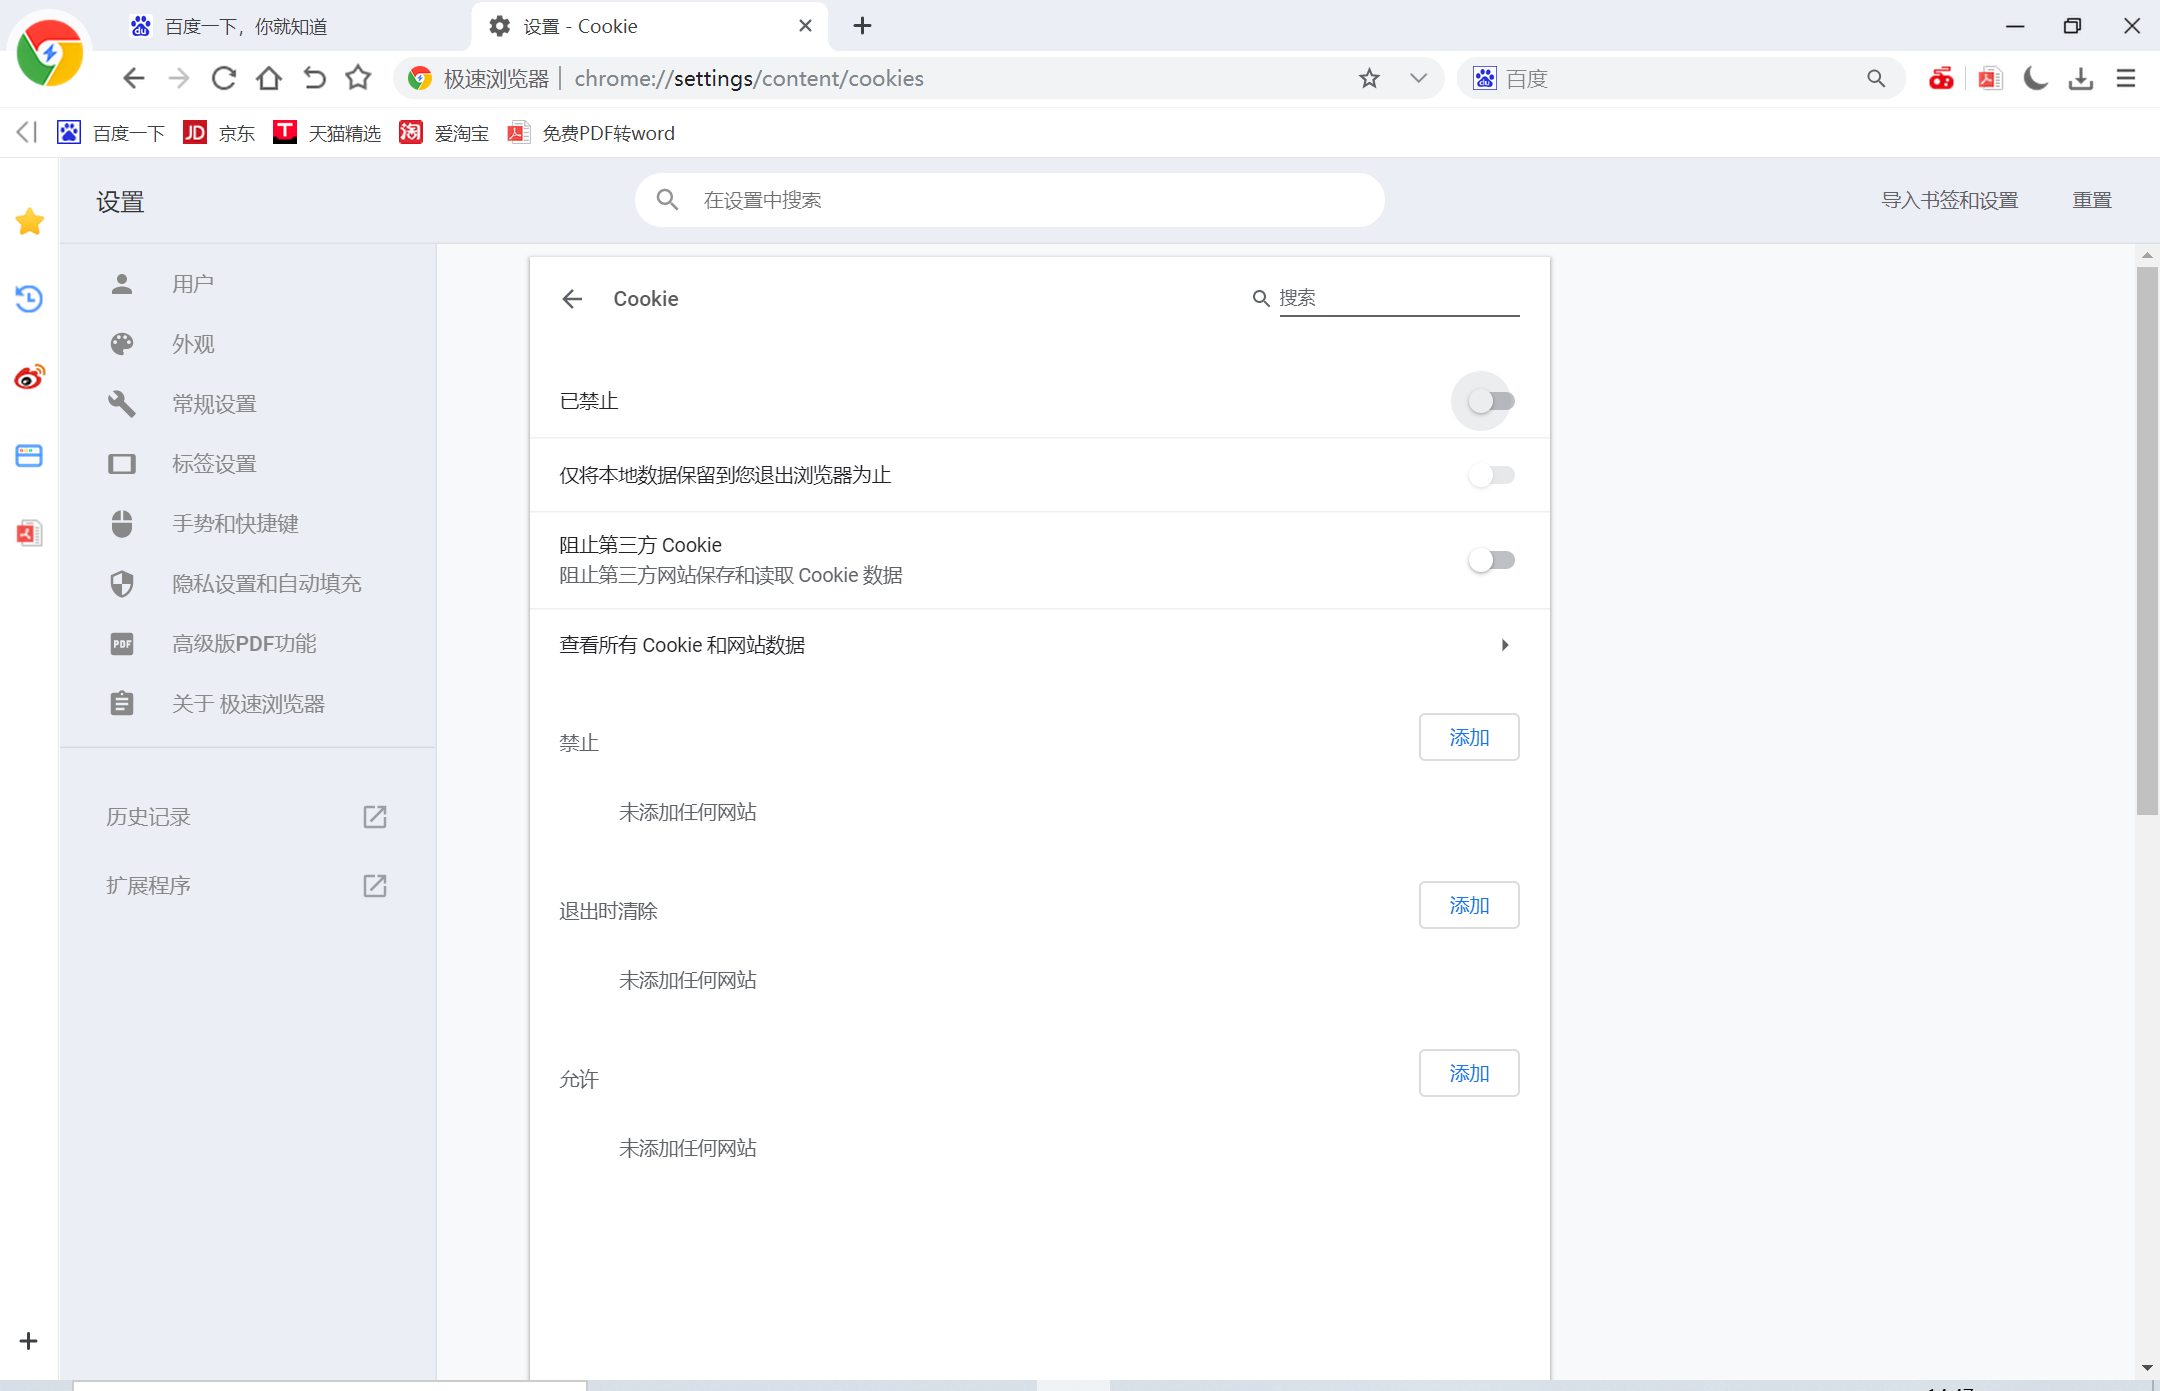 百度一下，你就知道
设置 - Cookie
极速浏览器 chrome://settings/content/cookies
百度
百度一下
JD 京东
T 天猫精选
淘 爱淘宝
免费PDF转word
设置
在设置中搜索
导入书签和设置
重置
用户
外观
常规设置
标签设置
手势和快捷键
隐私设置和自动填充
PDF 高级版PDF功能
关于 极速浏览器
历史记录
扩展程序
Cookie
搜索
已禁止
仅将本地数据保留到您退出浏览器为止
阻止第三方 Cookie
阻止第三方网站保存和读取 Cookie 数据
查看所有 Cookie 和网站数据
禁止
添加
未添加任何网站
退出时清除
添加
未添加任何网站
允许
添加
未添加任何网站